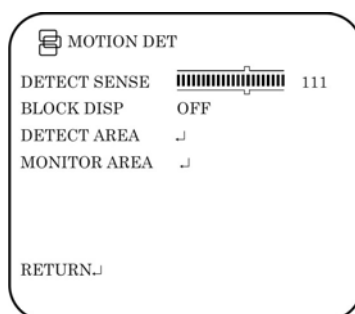 MOTION DET
DETECT SENSE 111
BLOCK DISP OFF
DETECT AREA ↵
MONITOR AREA ↵
RETURN↵